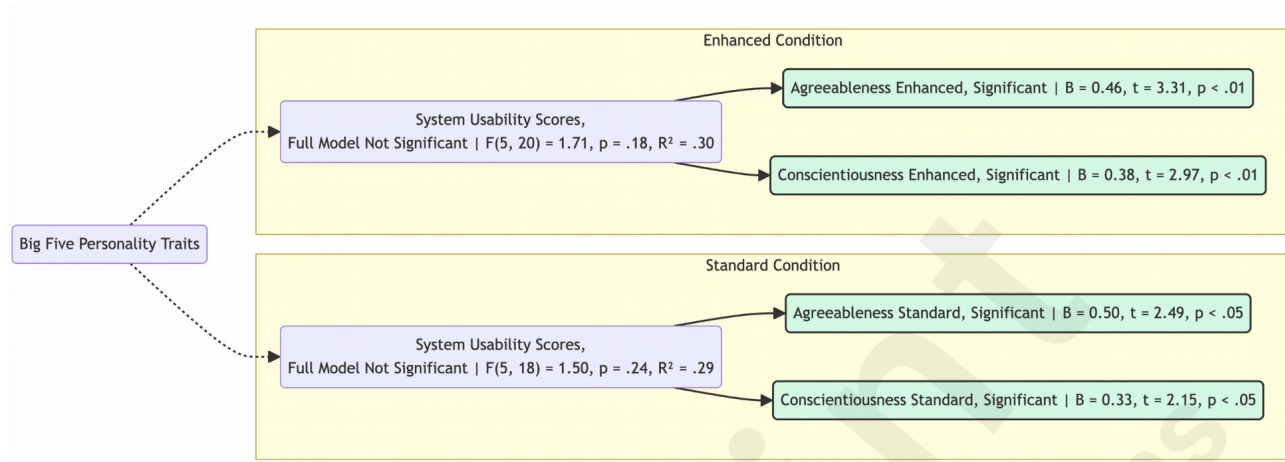 Enhanced Condition
Agreeableness Enhanced, Significant | B = 0.46, t = 3.31, p < .01
System Usability Scores,
Full Model Not Significant | F(5, 20) = 1.71, p = .18, R² = .30
Conscientiousness Enhanced, Significant | B = 0.38, t = 2.97, p < .01
Big Five Personality Traits
Standard Condition
Agreeableness Standard, Significant | B = 0.50, t = 2.49, p < .05
System Usability Scores,
Full Model Not Significant | F(5, 18) = 1.50, p = .24, R² = .29
Conscientiousness Standard, Significant | B = 0.33, t = 2.15, p < .05